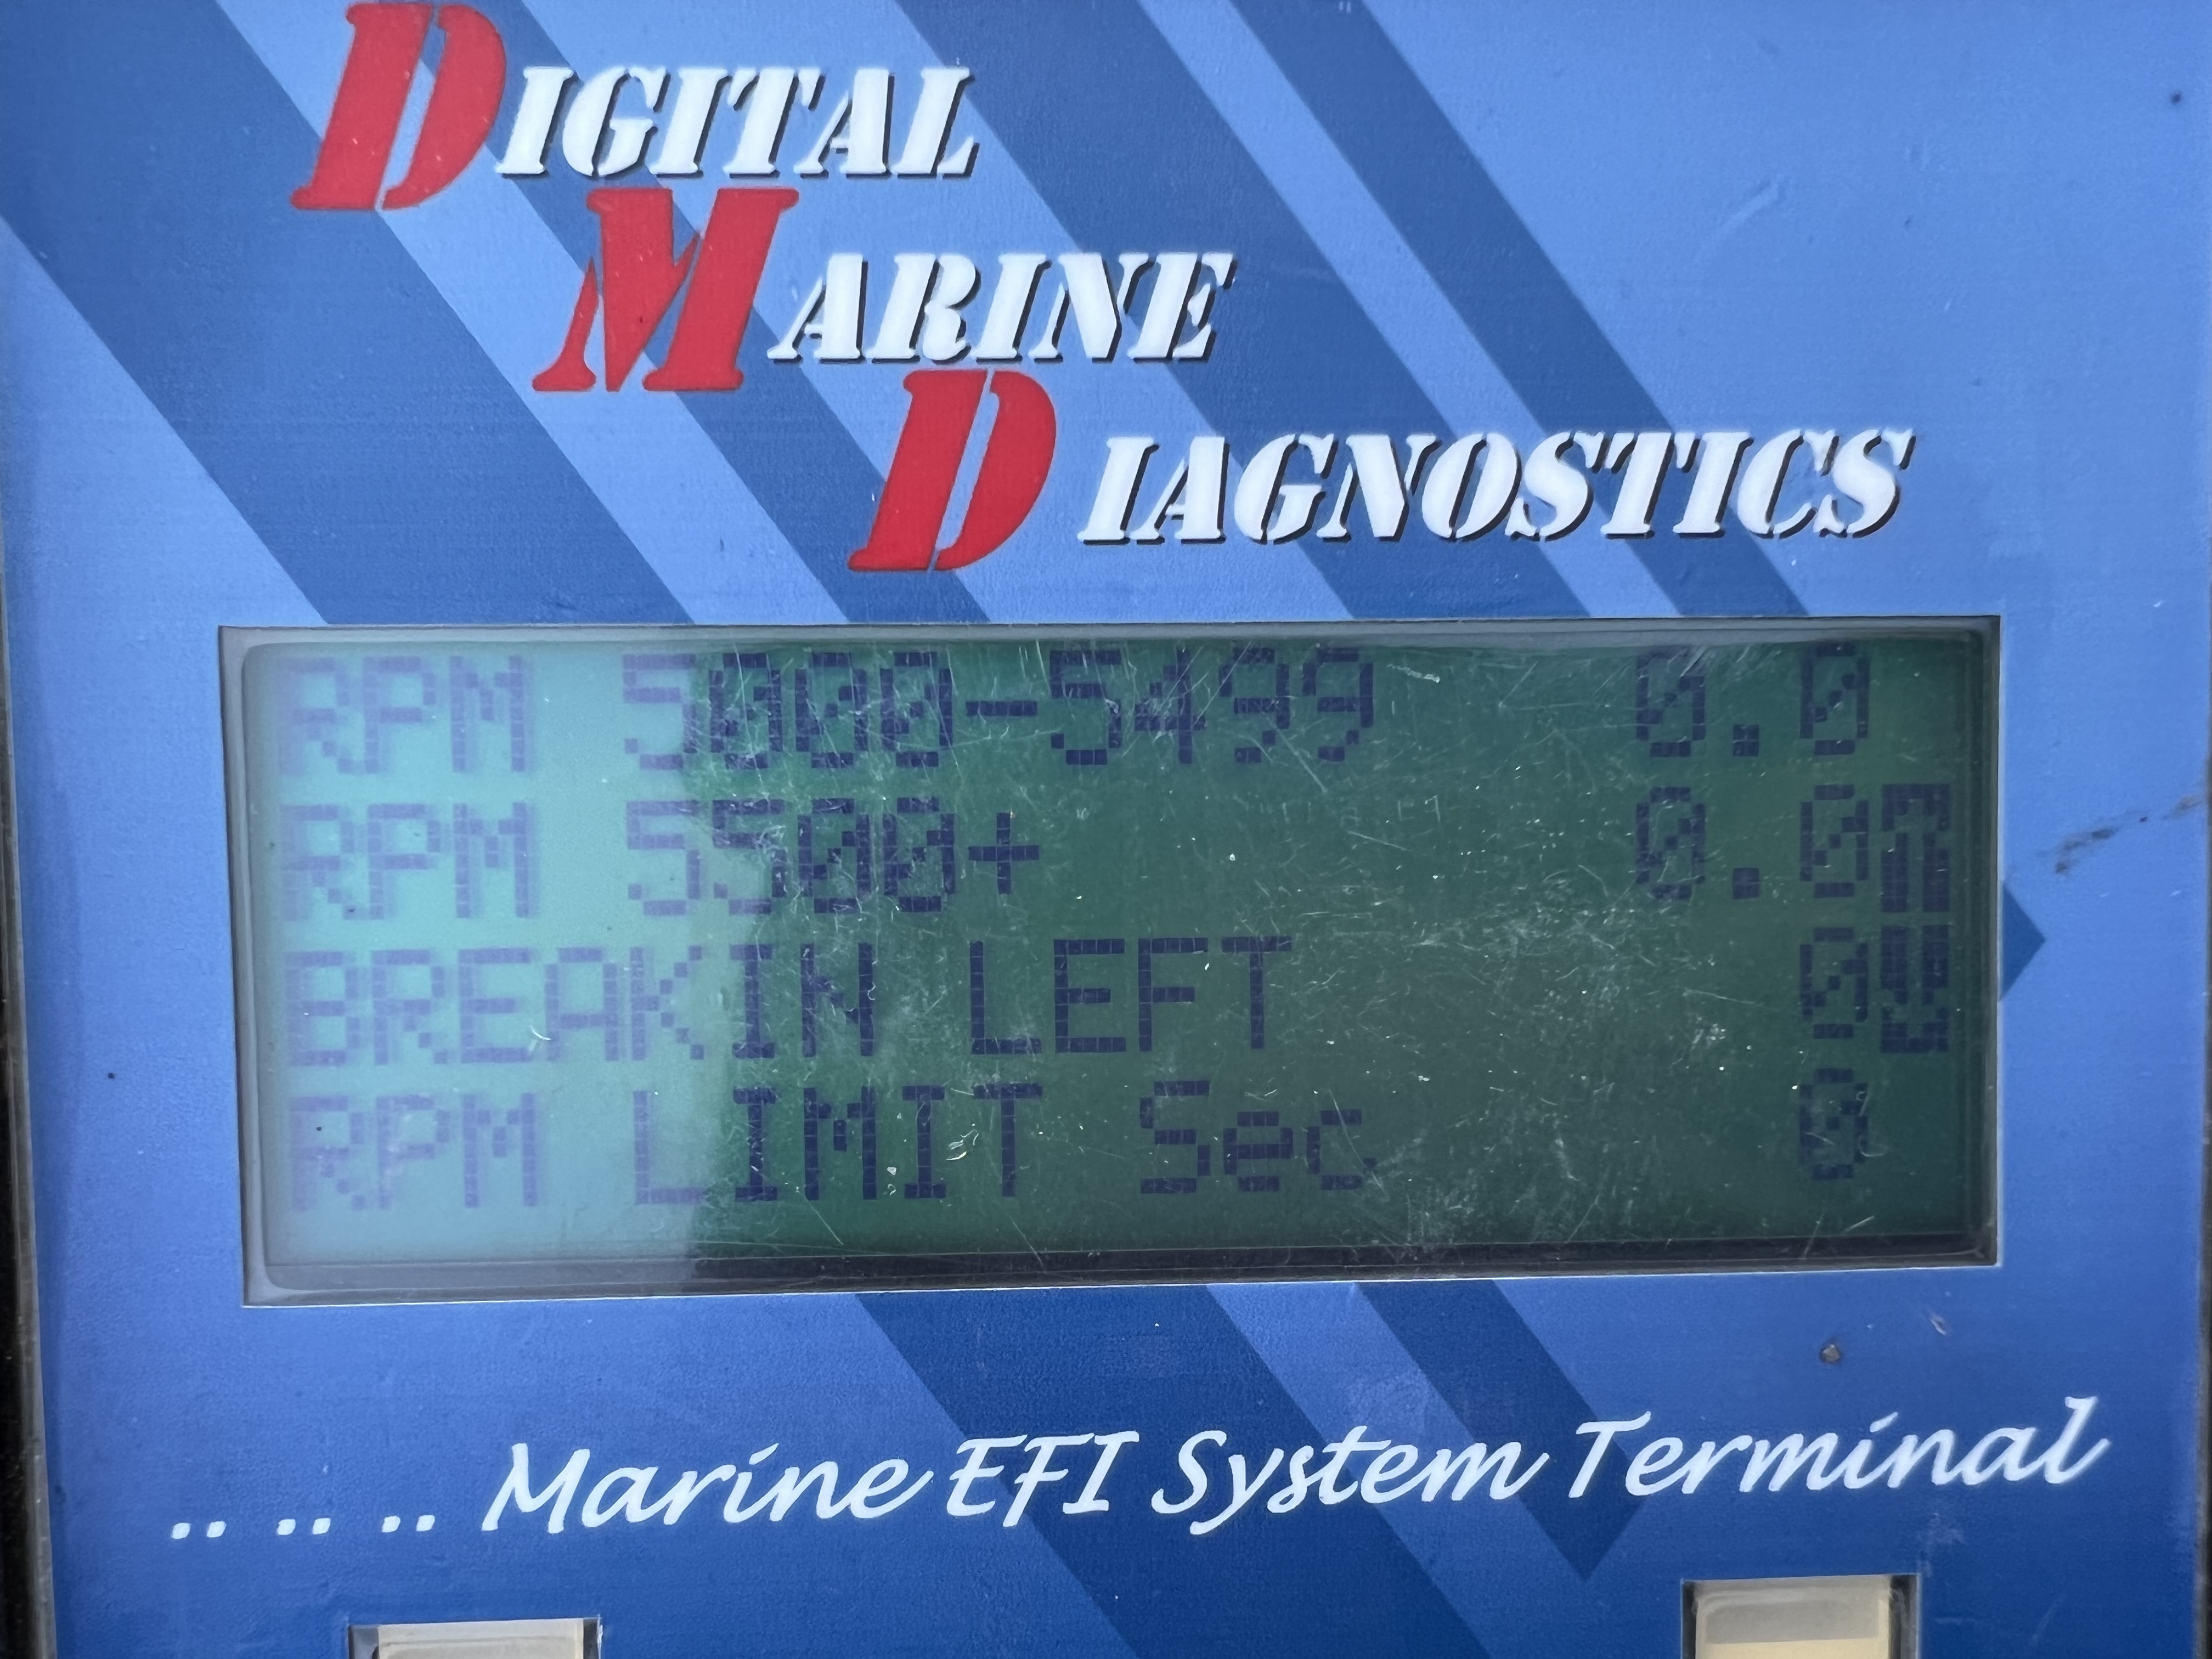 DIGITAL
MARINE
DIAGNOSTICS
RPM 5000-5499 0.0
RPM 5500+ 0.0
BREAKIN LEFT 0
RPM LIMIT Sec 0
.. .. .. Marine EFI System Terminal